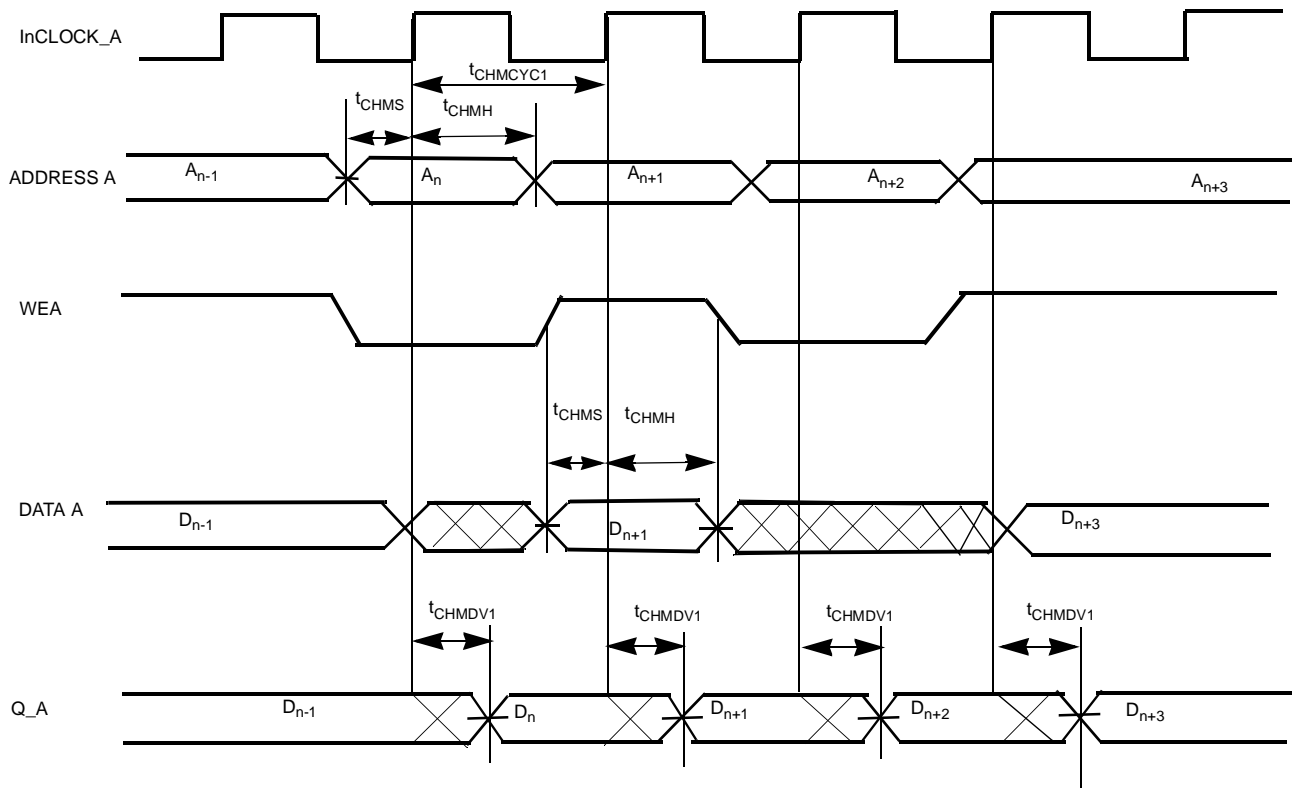 InCLOCK_A
tCHMCYC1
tCHMS
tCHMH
ADDRESS A
An-1
An
An+1
An+2
An+3
WEA
tCHMS
tCHMH
DATA A
Dn-1
Dn+1
Dn+3
tCHMDV1
tCHMDV1
tCHMDV1
tCHMDV1
Q_A
Dn-1
Dn
Dn+1
Dn+2
Dn+3